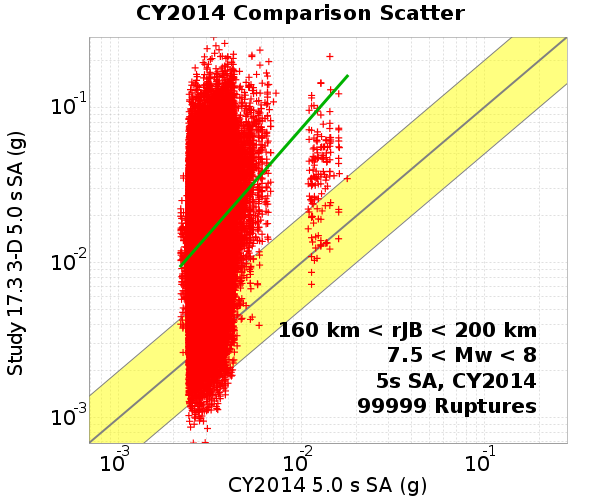 CY2014 Comparison Scatter
Study 17.3 3-D 5.0 s SA (g)
10-1
10-2
10-3
160 km < rJB < 200 km
7.5 < Mw < 8
5s SA, CY2014
99999 Ruptures
10-3
10-2
10-1
CY2014 5.0 s SA (g)